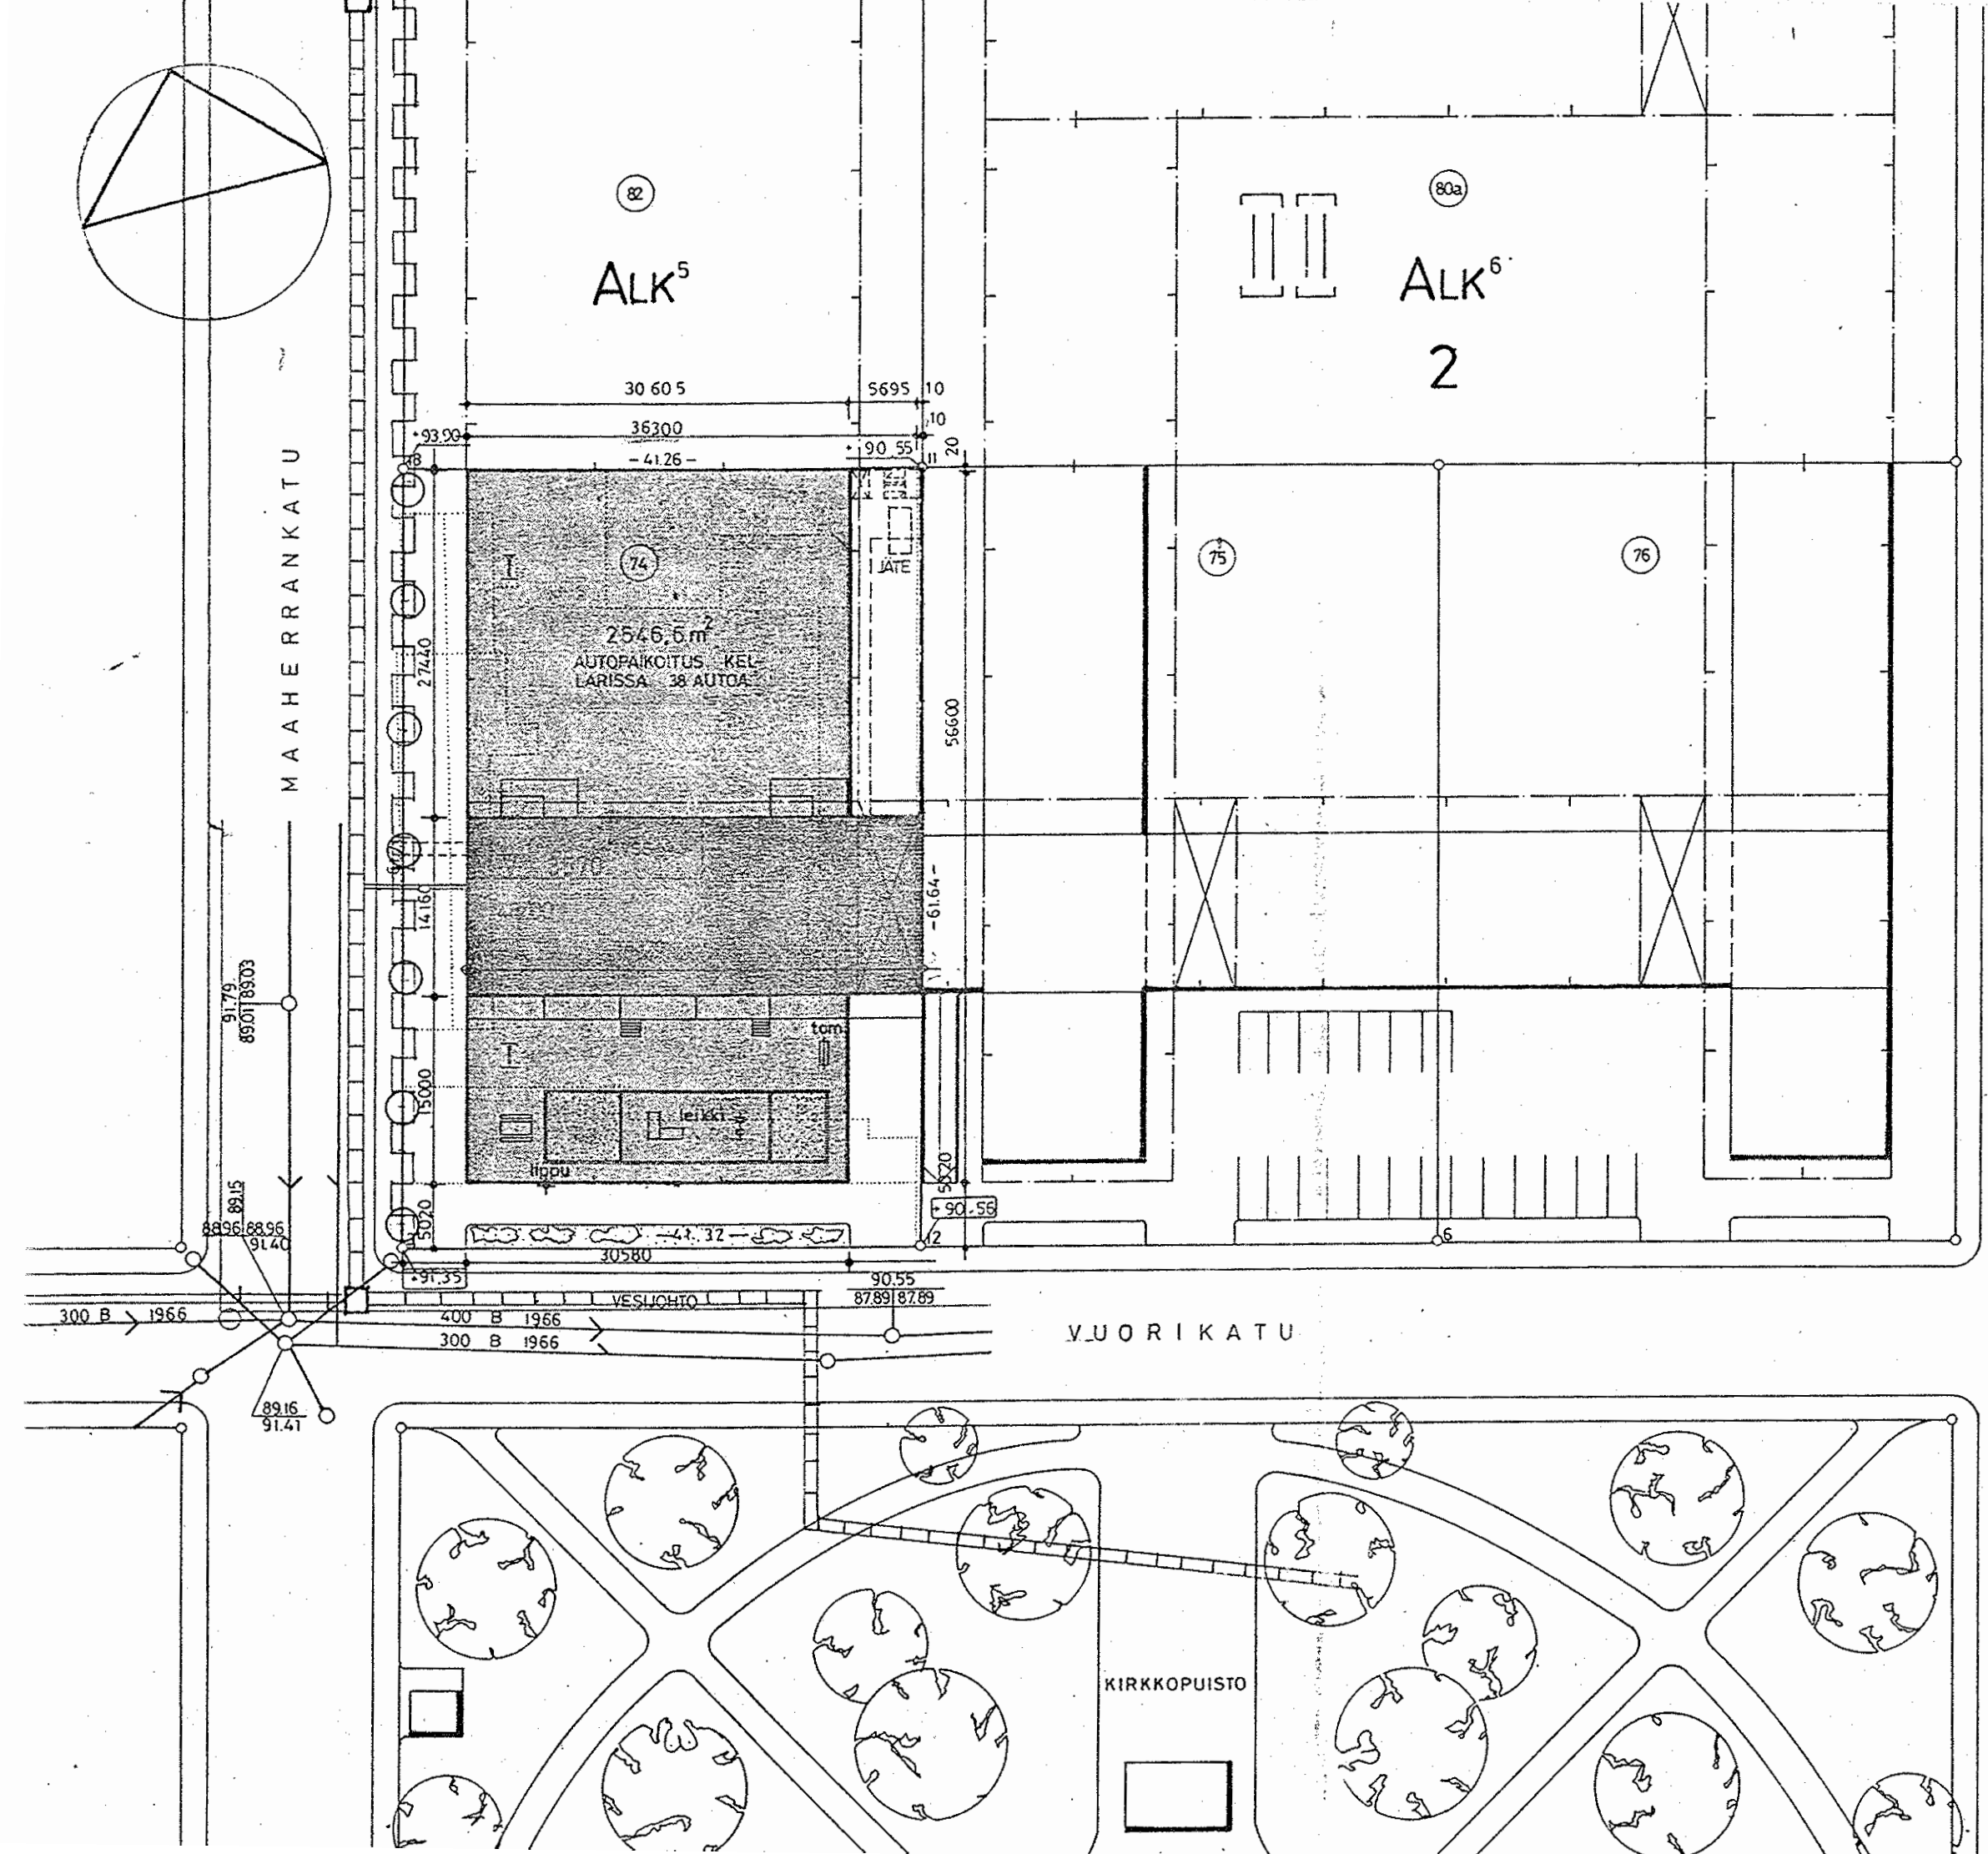 82
ALK⁵
80a
ALK⁶
2
30 605
5695
10
36300
10
+93.90
-41.26-
+90.55
11
20
18
74
75
76
JÄTE
2546,6 m²
AUTOPAIKOITUS KEL-
LARISSA 38 AUTOA
MAAHERRANKATU
27440
56600
14160
-61.64-
91.79
89.01 89.03
tom
15000
leikki
lippu
5020
5020
+90.56
-41.32-
12
6
30580
+91.35
89.15
88.96 88.96
91.40
90.55
87.89 87.89
VESIJOHTO
300 B 1966
400 B 1966
300 B 1966
VUORIKATU
89.16
91.41
KIRKKOPUISTO